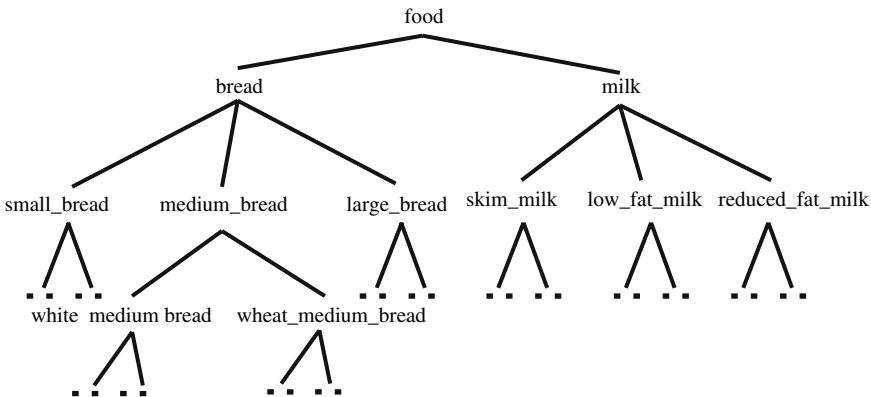 food
bread milk
small_bread medium_bread large_bread skim_milk low_fat_milk reduced_fat_milk
white medium bread wheat_medium_bread